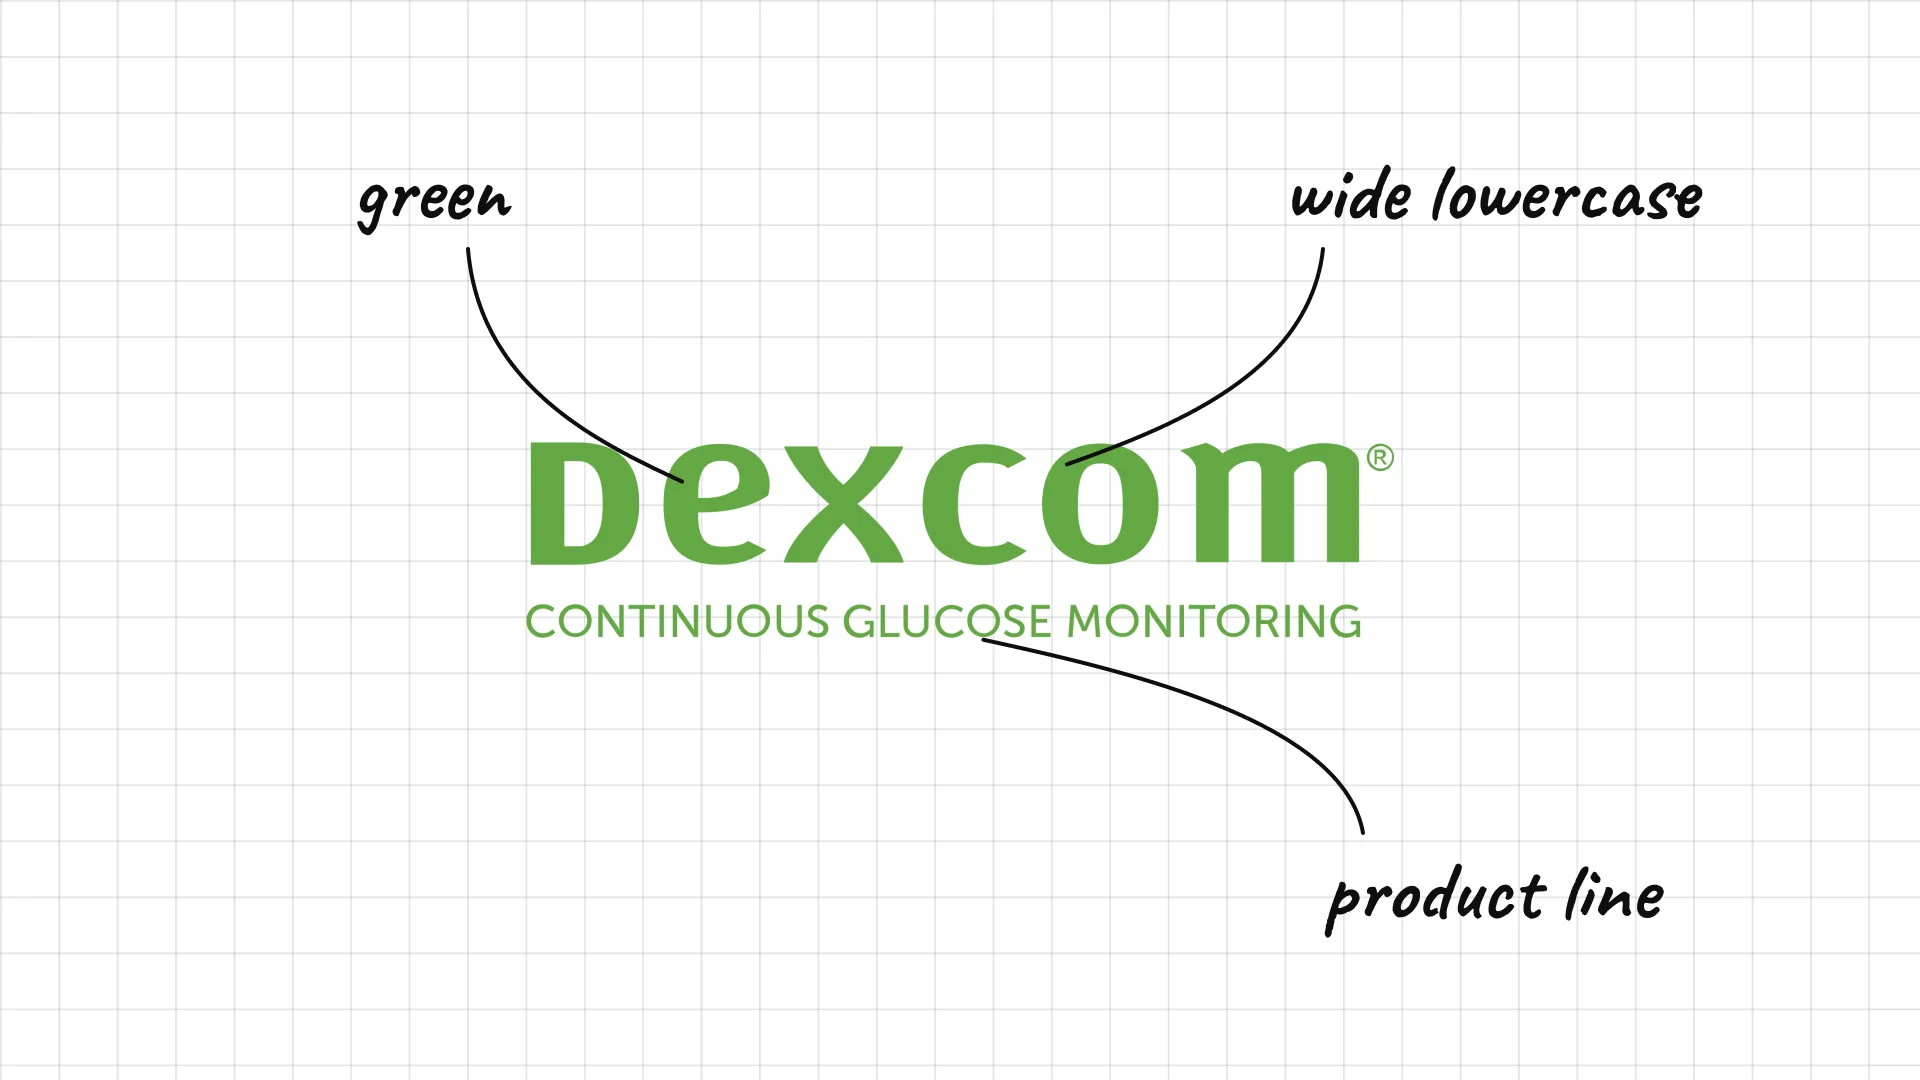 green
wide lowercase
Dexcom®
CONTINUOUS GLUCOSE MONITORING
product line